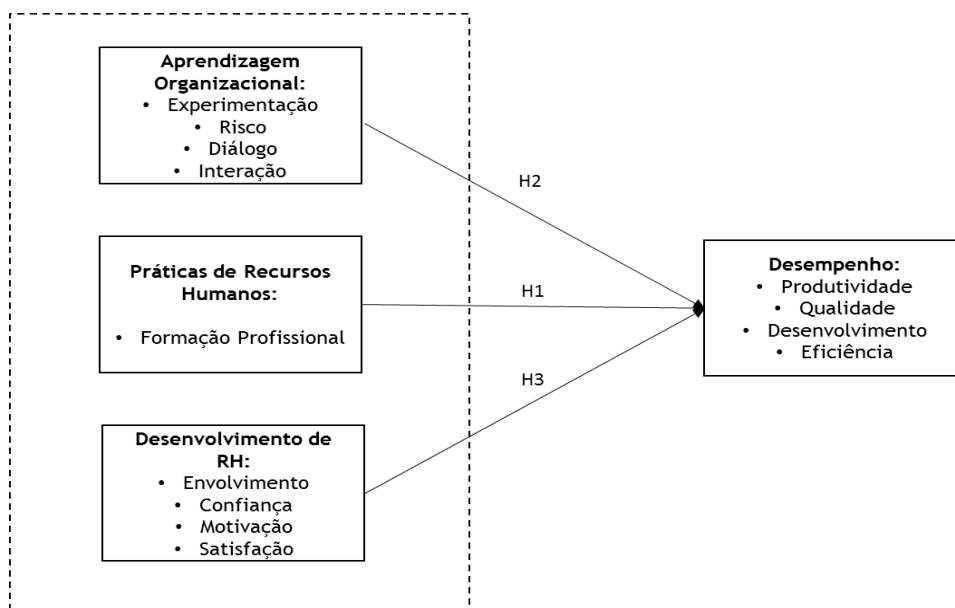 Aprendizagem
Organizacional:
• Experimentação
• Risco
• Diálogo
• Interação
H2
Práticas de Recursos
Humanos:
• Formação Profissional
H1
Desenvolvimento de
RH:
• Envolvimento
• Confiança
• Motivação
• Satisfação
H3
Desempenho:
• Produtividade
• Qualidade
• Desenvolvimento
• Eficiência